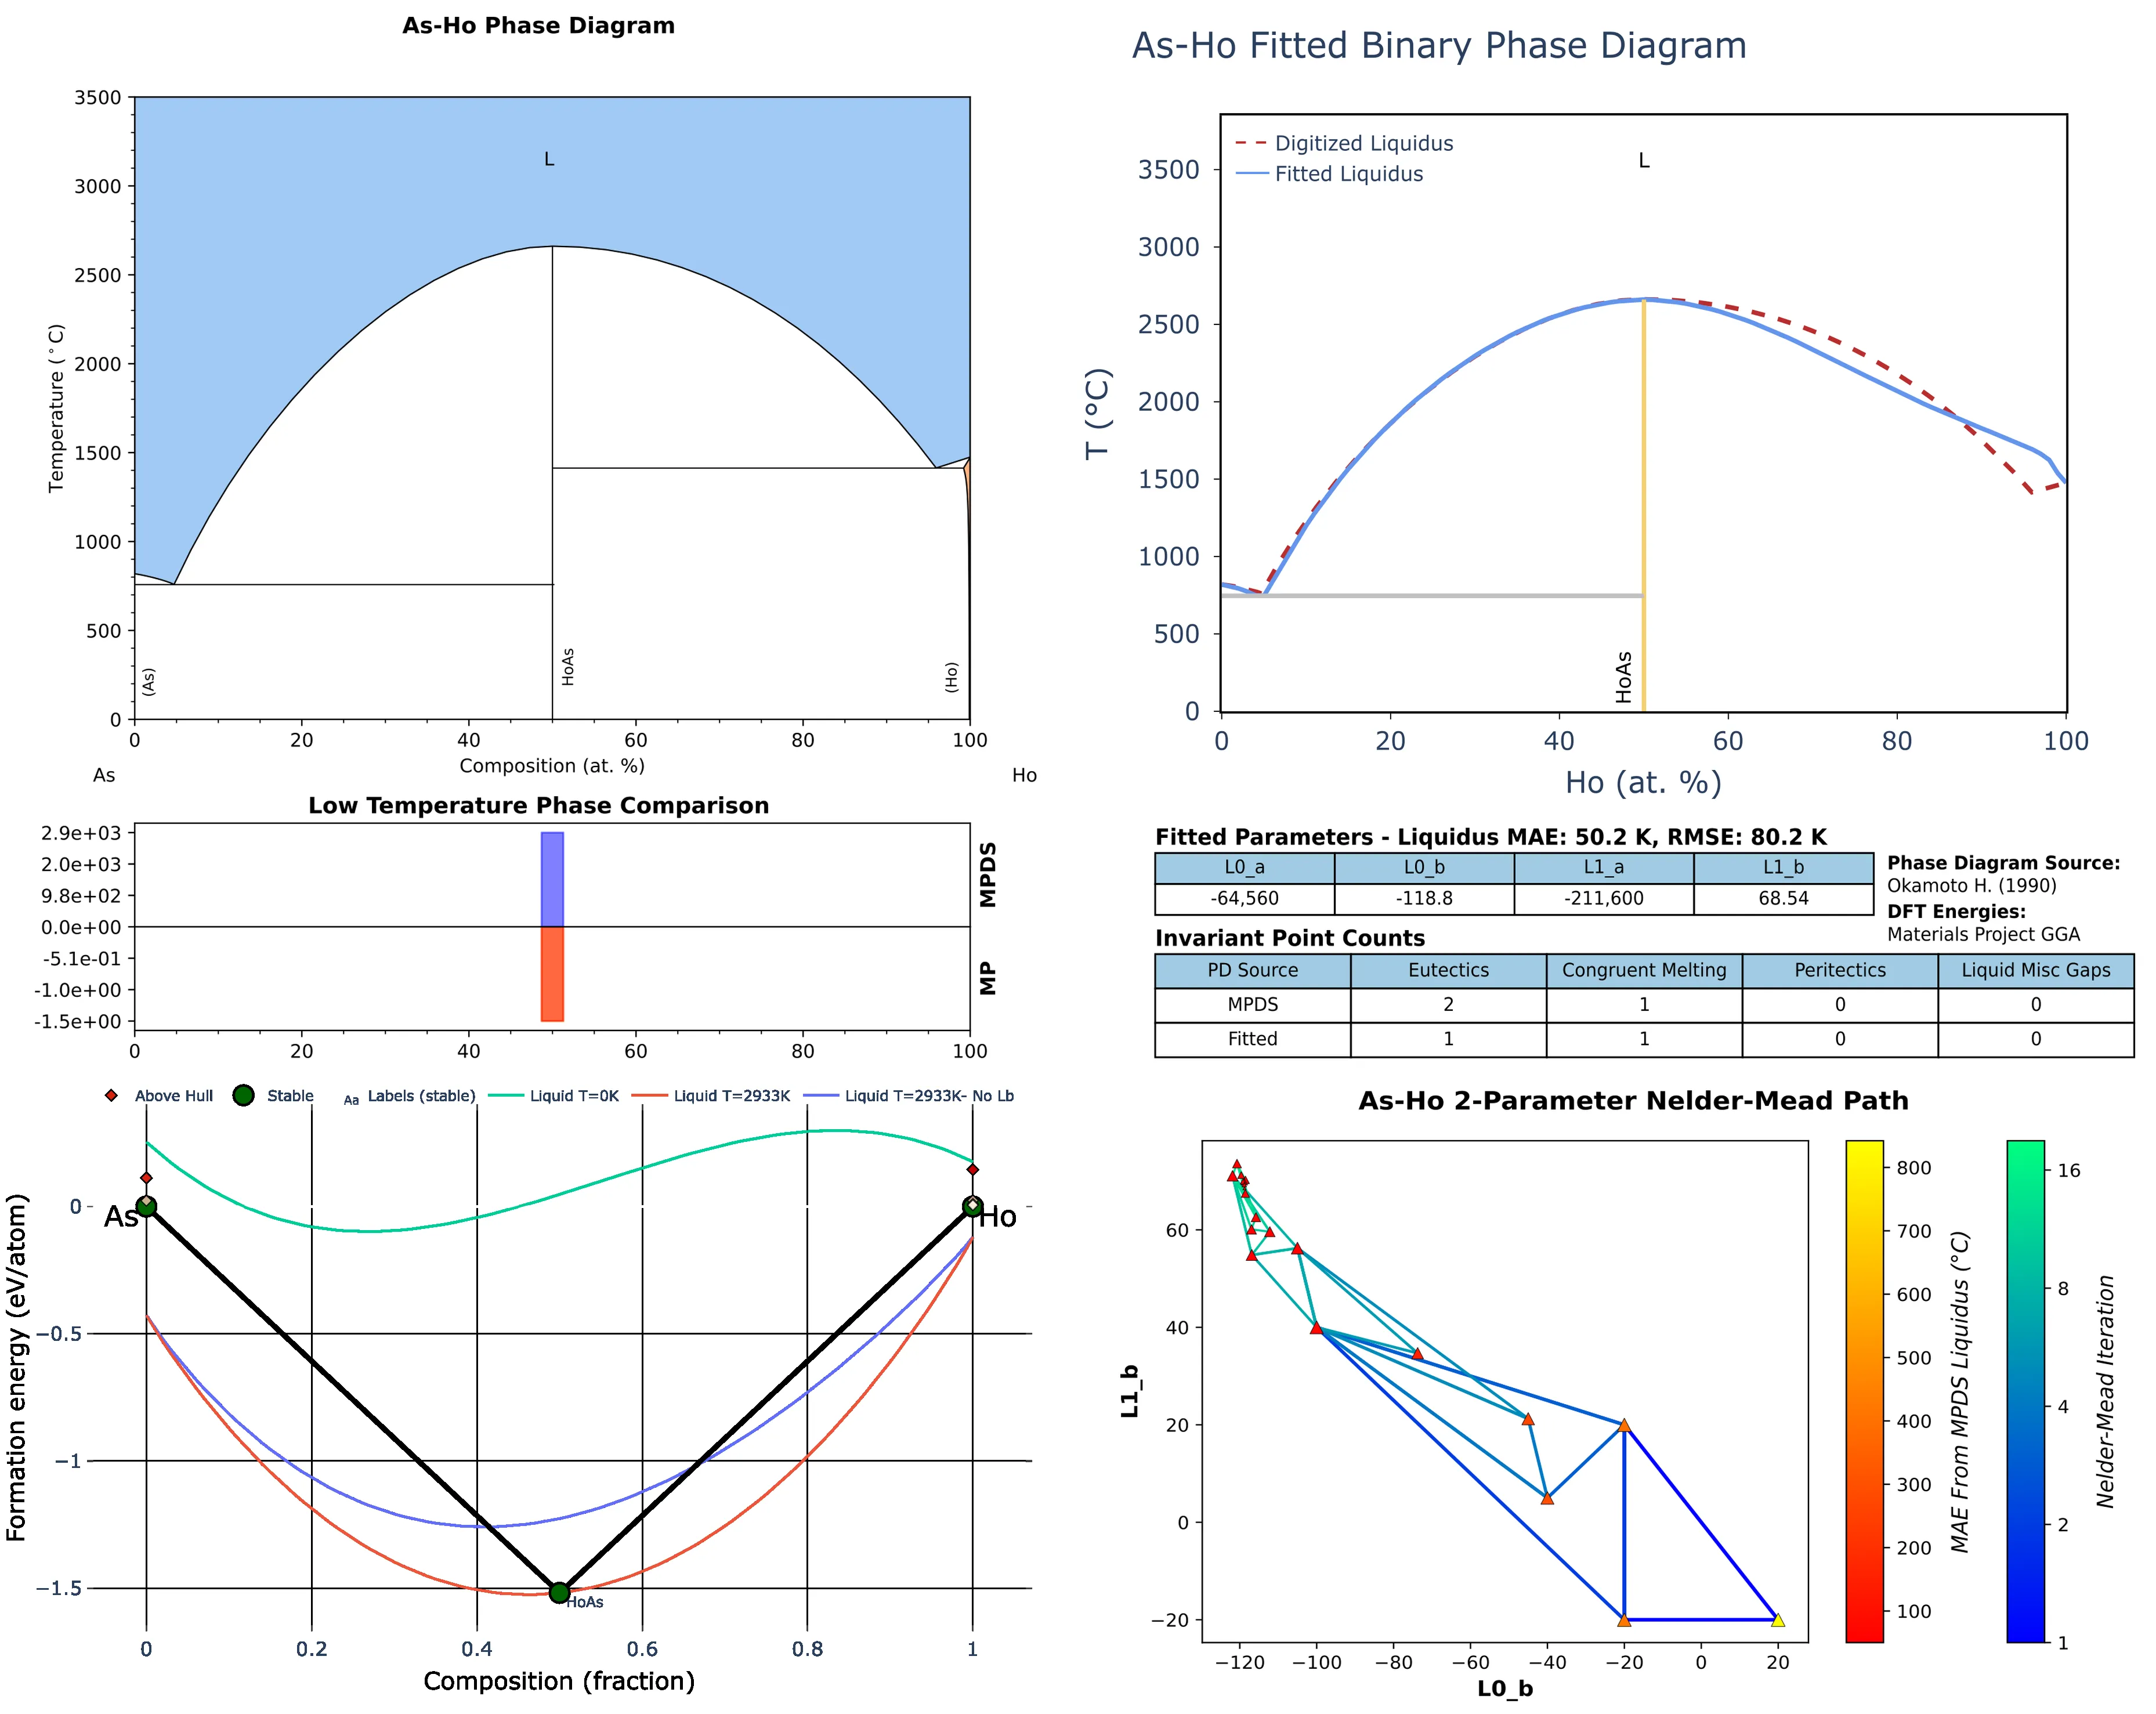 As-Ho Phase Diagram
3500
3000
2500
2000
1500
1000
500
0
Temperature (°C)
L
(As)
HoAs
(Ho)
0 20 40 60 80 100
Composition (at. %)
As Ho
As-Ho Fitted Binary Phase Diagram
Digitized Liquidus
Fitted Liquidus
L
3500
3000
2500
2000
1500
1000
500
0
T (°C)
HoAs
0 20 40 60 80 100
Ho (at. %)
Low Temperature Phase Comparison
2.9e+03
2.0e+03
9.8e+02
0.0e+00
-5.1e-01
-1.0e+00
-1.5e+00
MPDS
MP
0 20 40 60 80 100
Fitted Parameters - Liquidus MAE: 50.2 K, RMSE: 80.2 K
L0_a L0_b L1_a L1_b
-64,560 -118.8 -211,600 68.54
Phase Diagram Source:
Okamoto H. (1990)
DFT Energies:
Materials Project GGA
Invariant Point Counts
PD Source Eutectics Congruent Melting Peritectics Liquid Misc Gaps
MPDS 2 1 0 0
Fitted 1 1 0 0
Above Hull Stable Aa Labels (stable) Liquid T=0K Liquid T=2933K Liquid T=2933K- No Lb
0
−0.5
−1
−1.5
Formation energy (eV/atom)
As
Ho
HoAs
0 0.2 0.4 0.6 0.8 1
Composition (fraction)
As-Ho 2-Parameter Nelder-Mead Path
60
40
20
0
−20
L1_b
−120 −100 −80 −60 −40 −20 0 20
L0_b
800
700
600
500
400
300
200
100
MAE From MPDS Liquidus (°C)
16
8
4
2
1
Nelder-Mead Iteration